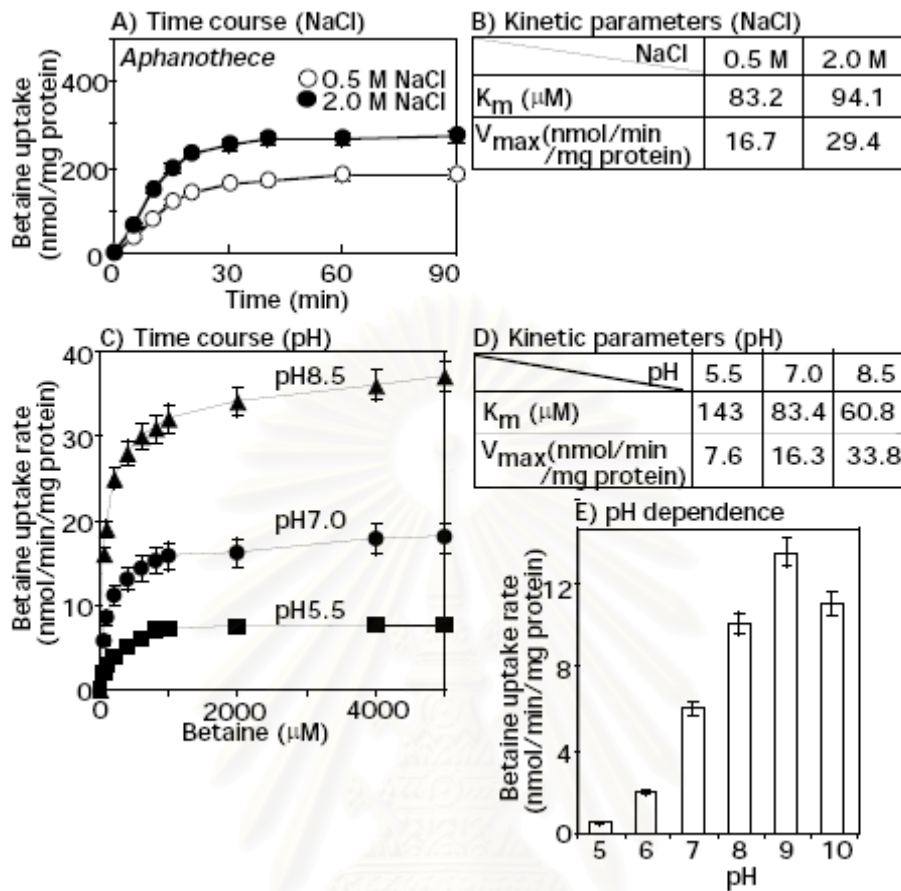 A) Time course (NaCl)
Aphanothece
0.5 M NaCl
2.0 M NaCl
Betaine uptake
(nmol/mg protein)
400
200
0
0 30 60 90
Time (min)
B) Kinetic parameters (NaCl)
NaCl 0.5 M 2.0 M
Km (μM) 83.2 94.1
Vmax(nmol/min
/mg protein) 16.7 29.4
C) Time course (pH)
Betaine uptake rate
(nmol/min/mg protein)
40
30
20
10
0
pH8.5
pH7.0
pH5.5
0 2000 4000
Betaine (μM)
D) Kinetic parameters (pH)
pH 5.5 7.0 8.5
Km (μM) 143 83.4 60.8
Vmax(nmol/min
/mg protein) 7.6 16.3 33.8
E) pH dependence
Betaine uptake rate
(nmol/min/mg protein)
12
8
4
0
5 6 7 8 9 10
pH